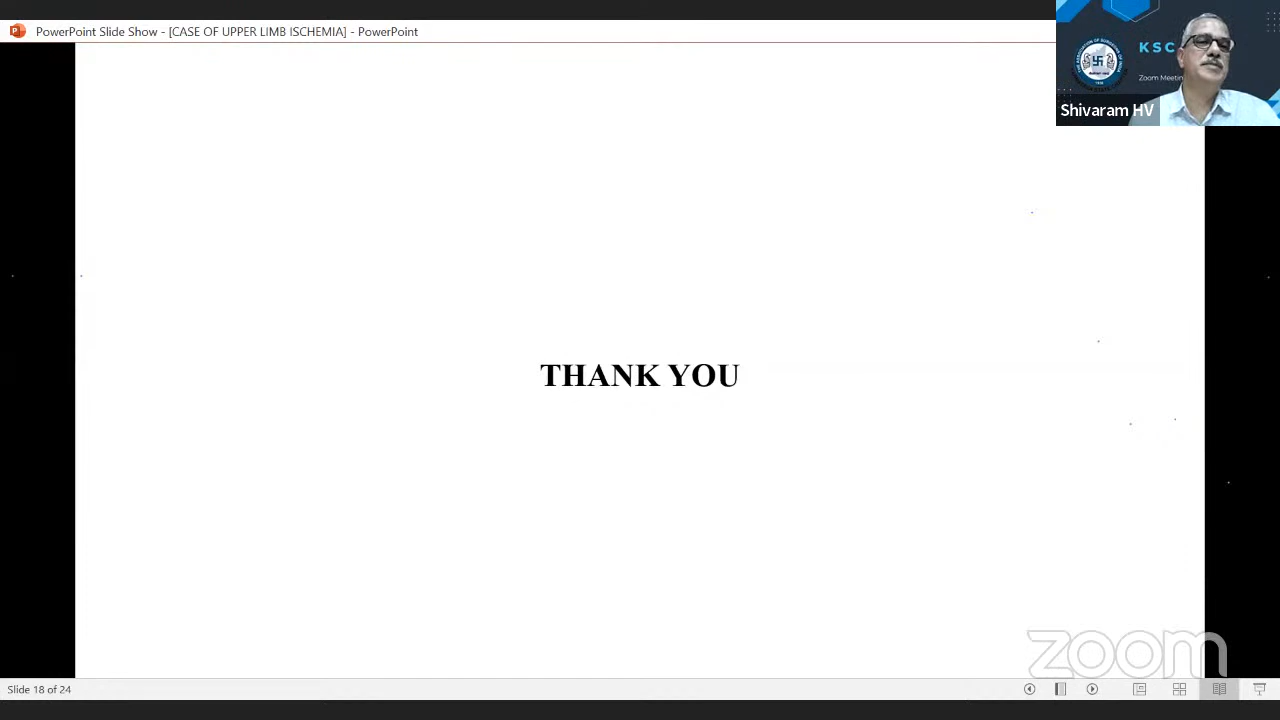 PowerPoint Slide Show - [CASE OF UPPER LIMB ISCHEMIA] - PowerPoint
KSC
Zoom Meetin
Shivaram HV
THANK YOU
zoom
Slide 18 of 24